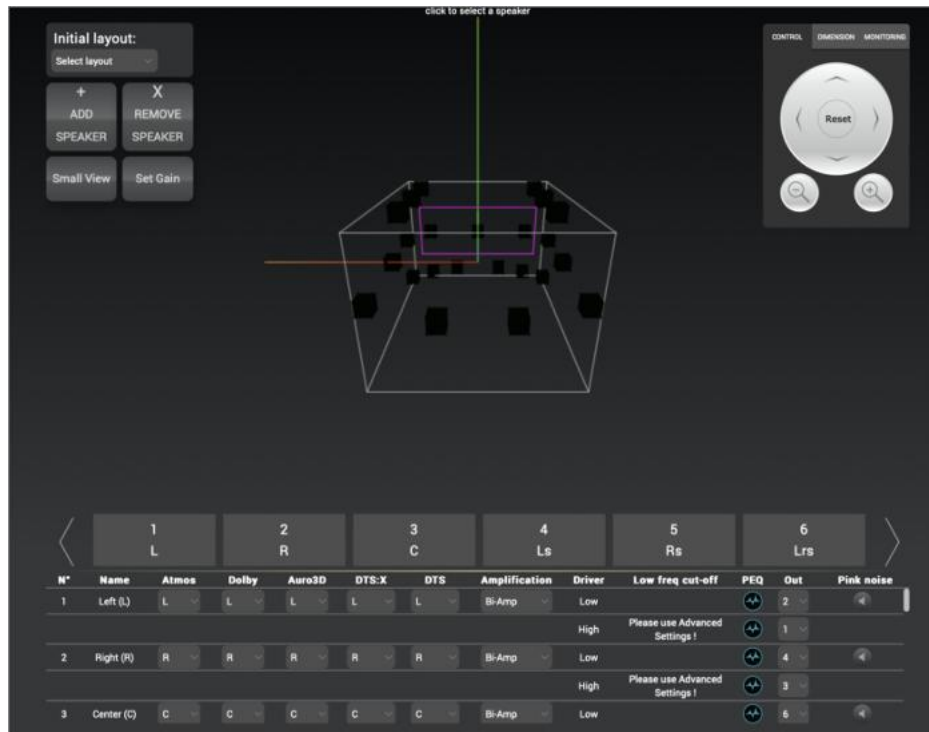 click to select a speaker
Initial layout:
Select layout
+ X
ADD REMOVE
SPEAKER SPEAKER
Small View Set Gain
CONTROL DIMENSION MONITORING
Reset
1 2 3 4 5 6
L R C Ls Rs Lrs
N° Name Atmos Dolby Auro3D DTS:X DTS Amplification Driver Low freq cut-off PEQ Out Pink noise
1 Left (L) L L L L L Bi-Amp Low 2
High Please use Advanced Settings ! 1
2 Right (R) R R R R R Bi-Amp Low 4
High Please use Advanced Settings ! 3
3 Center (C) C C C C C Bi-Amp Low 6